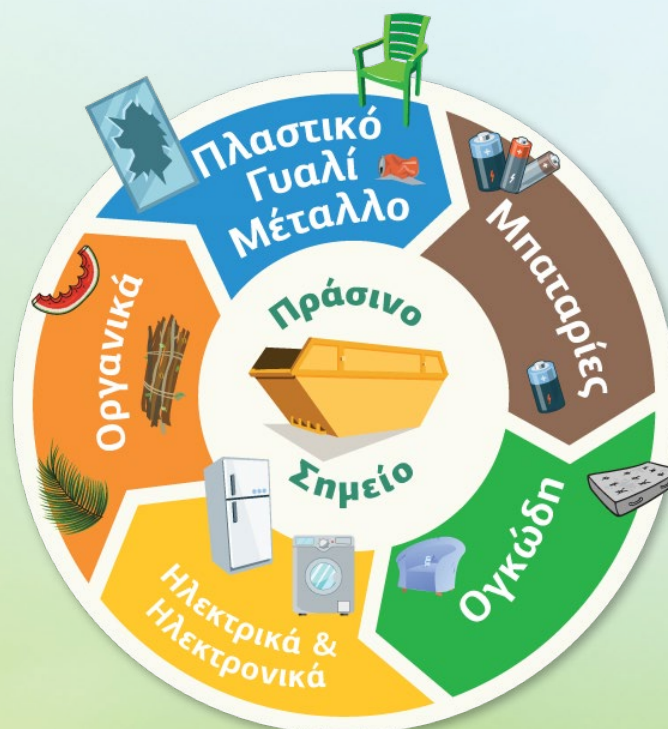 Πλαστικό
Γυαλί
Μέταλλο
Μπαταρίες
Ογκώδη
Ηλεκτρικά &
Ηλεκτρονικά
Οργανικά
Πράσινο
Σημείο